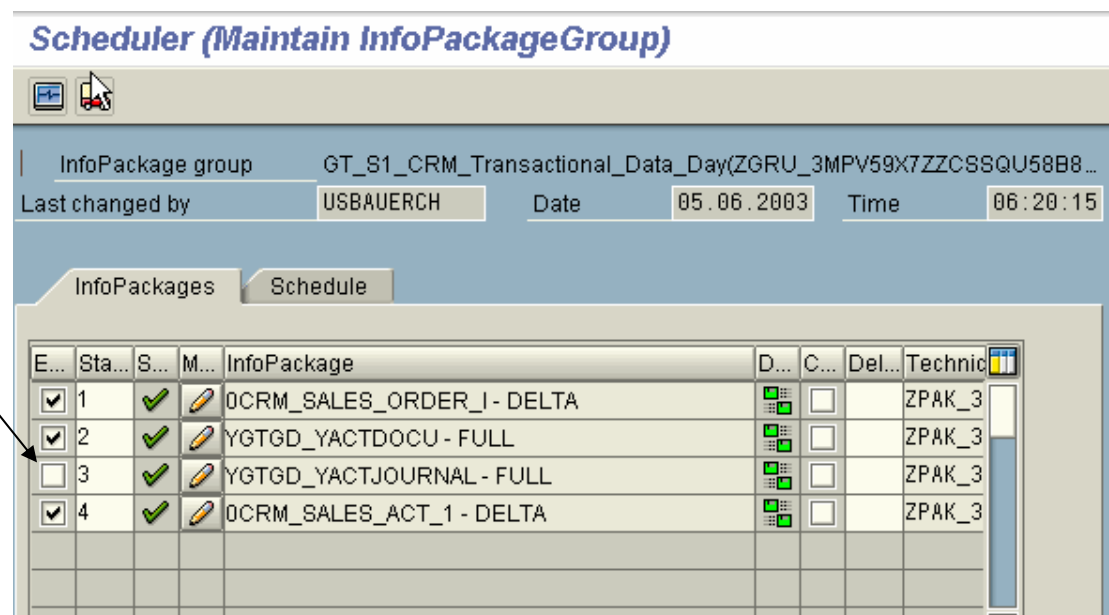 Scheduler (Maintain InfoPackageGroup)
InfoPackage group GT_S1_CRM_Transactional_Data_Day(ZGRU_3MPV59X7ZZCSSQU58B8...
Last changed by USBAUERCH Date 05.06.2003 Time 06:20:15
InfoPackages Schedule
E... Sta... S... M... InfoPackage D... C... Del... Technic
1 0CRM_SALES_ORDER_I - DELTA ZPAK_3
2 YGTGD_YACTDOCU - FULL ZPAK_3
3 YGTGD_YACTJOURNAL - FULL ZPAK_3
4 0CRM_SALES_ACT_1 - DELTA ZPAK_3